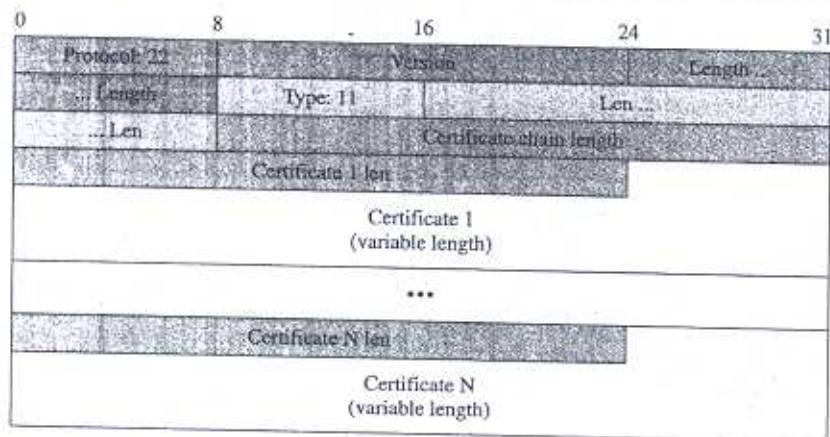 0 8 16 24 31
Protocol: 22 Version Length ...
... Length Type: 11 Len ...
... Len Certificate chain length
Certificate 1 len
Certificate 1
(variable length)
...
Certificate N len
Certificate N
(variable length)